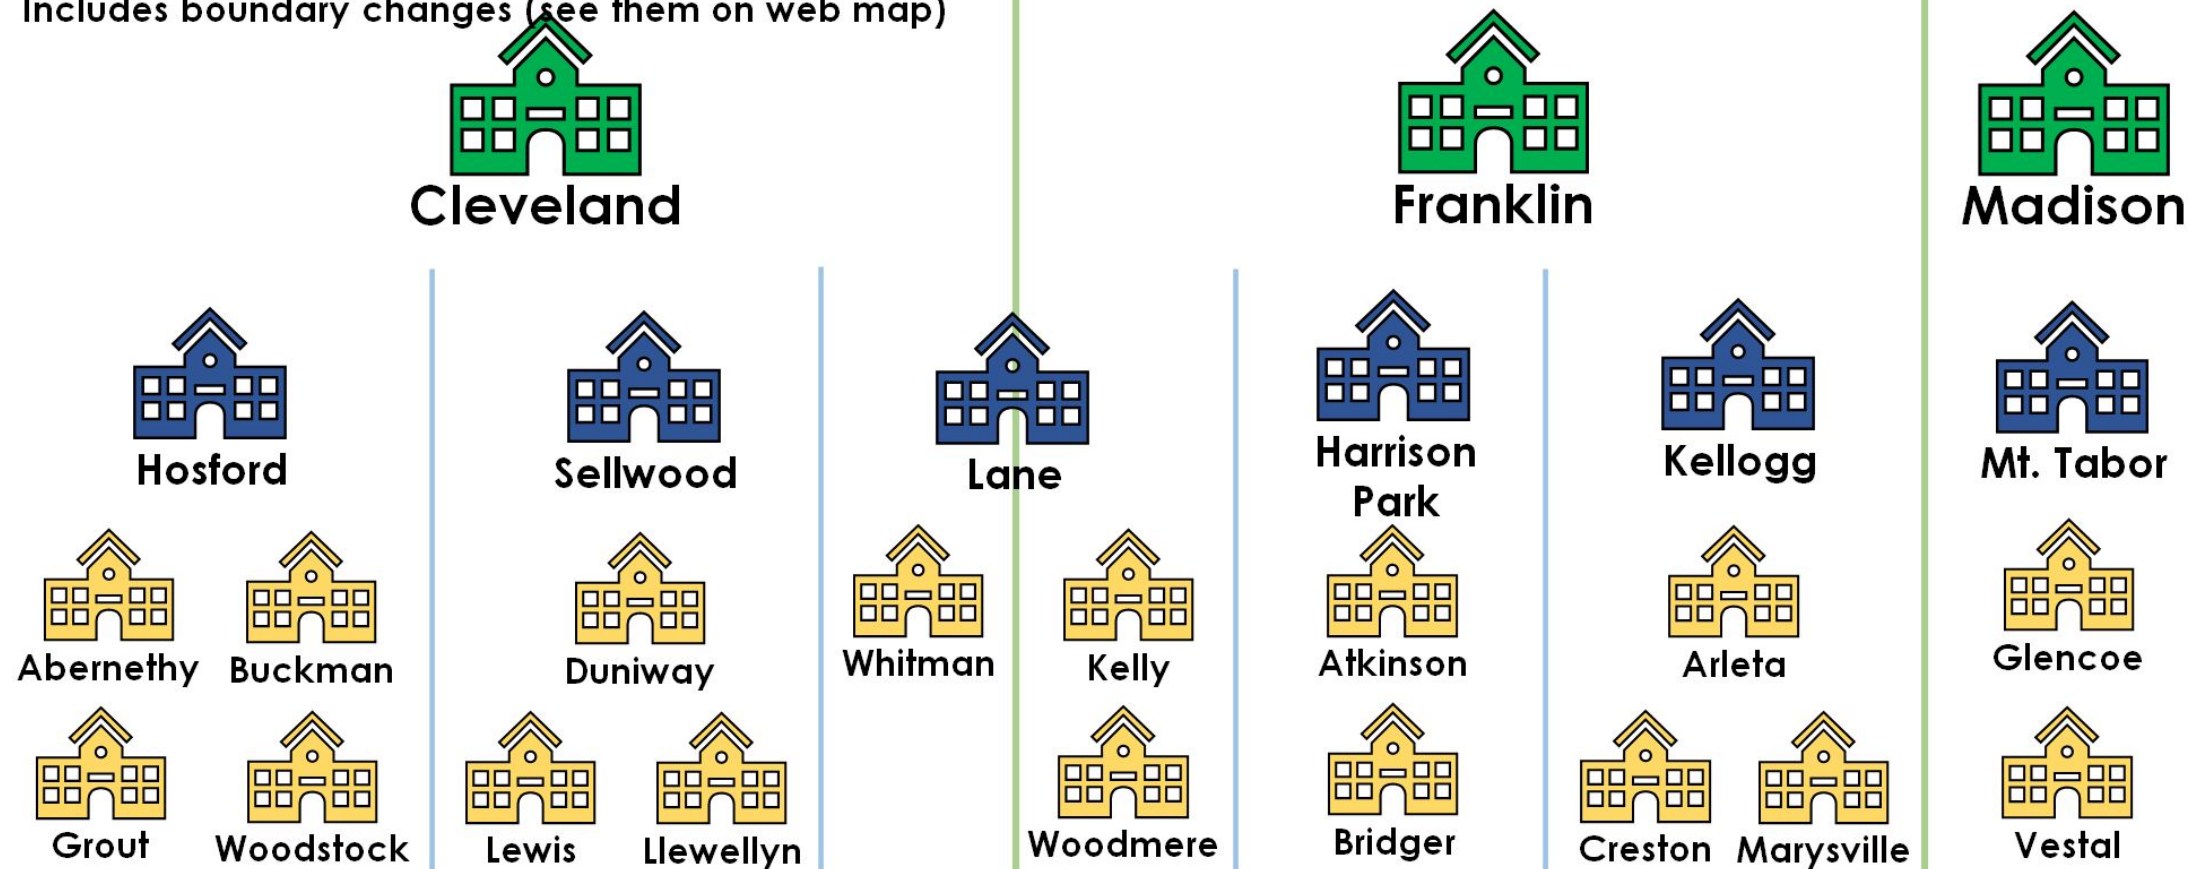 Includes boundary changes (see them on web map)
Cleveland
Franklin
Madison
Hosford
Sellwood
Lane
Harrison
Park
Kellogg
Mt. Tabor
Abernethy
Buckman
Duniway
Whitman
Kelly
Atkinson
Arleta
Glencoe
Grout
Woodstock
Lewis
Llewellyn
Woodmere
Bridger
Creston
Marysville
Vestal